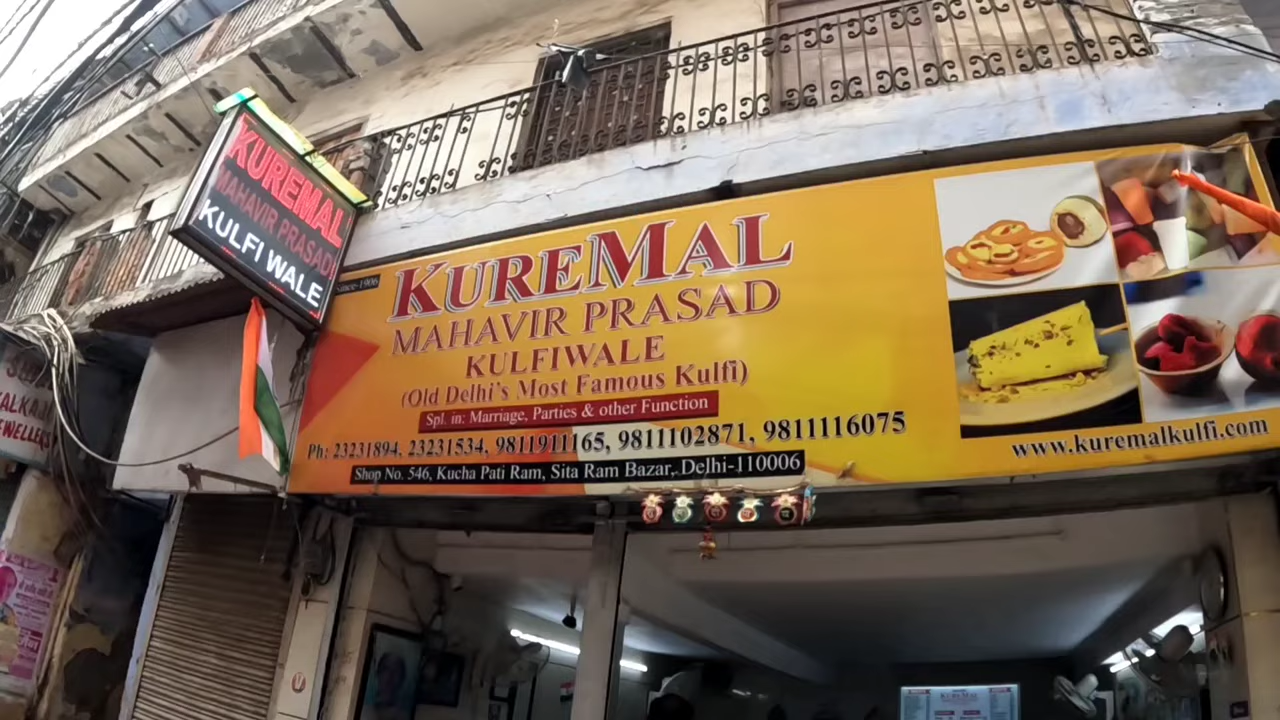 KUREMAL
MAHAVIR PRASAD
KULFI WALE
Since-1906
KUREMAL
MAHAVIR PRASAD
KULFIWALE
(Old Delhi's Most Famous Kulfi)
Spl. in: Marriage, Parties & other Function
Ph: 23231894, 23231534, 9811911165, 9811102871, 9811116075
Shop No. 546, Kucha Pati Ram, Sita Ram Bazar, Delhi-110006
www.kuremalkulfi.com
KUREMAL